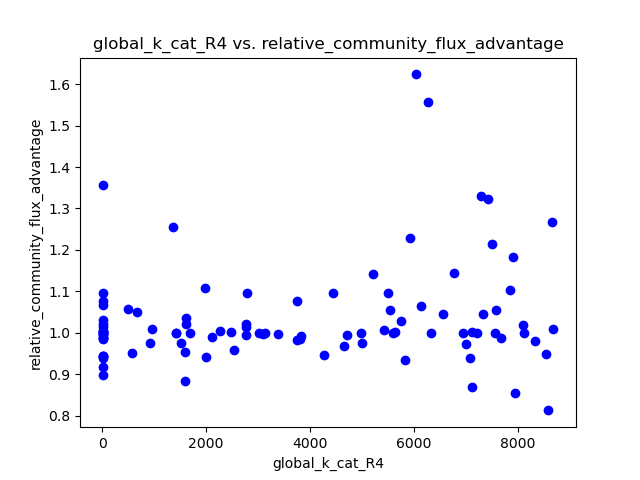 global_k_cat_R4 vs. relative_community_flux_advantage
1.6
1.5
1.4
1.3
1.2
1.1
1.0
0.9
0.8
relative_community_flux_advantage
0 2000 4000 6000 8000
global_k_cat_R4